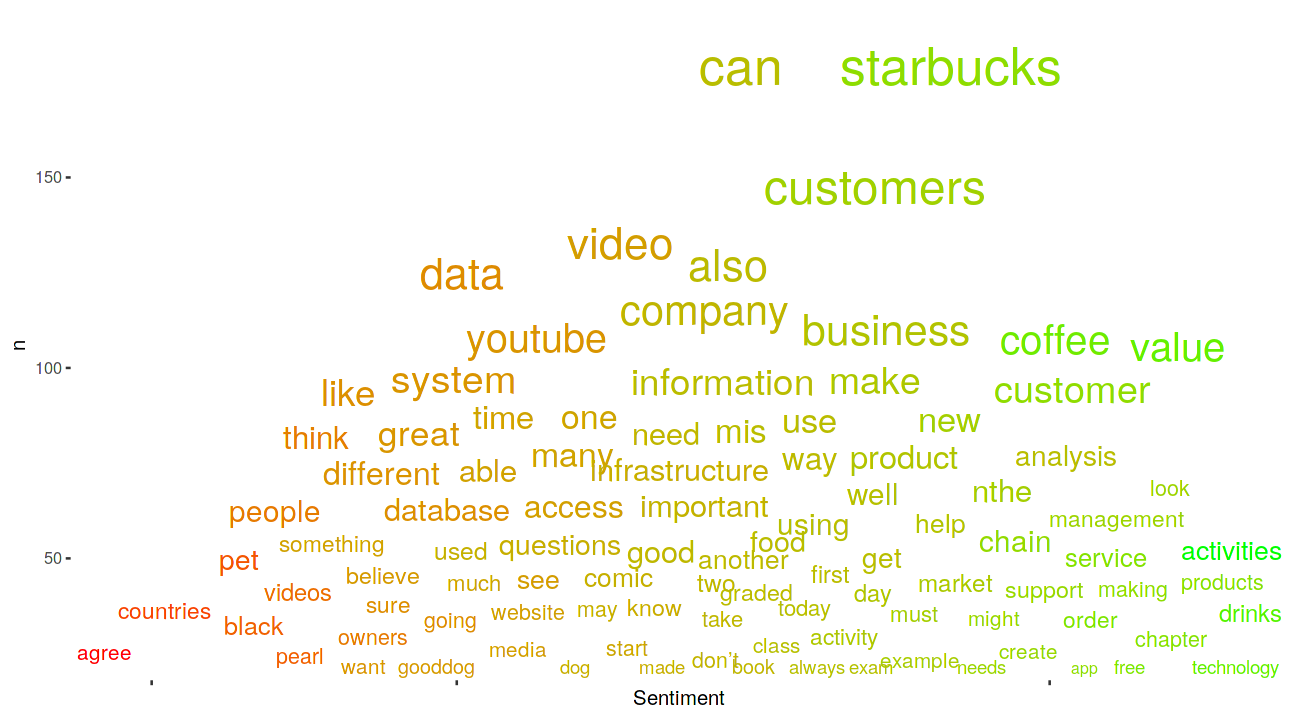 can starbucks
150
customers
video
also
data
company
business
youtube
coffee value
n
100
system
information make
like
customer
time one
use new
think great
need mis
many
way product analysis
different able
infrastructure
well nthe look
people
database access important
using help management
something
used questions
good
food
chain
50
pet
another get
service activities
believe
much see comic
two
first
market support making products
videos
graded
day
countries
sure
going website may know
take
today must might order drinks
black
owners
activity
chapter
agree
pearl
media start
class
create
want gooddog dog made don't
book always exam
example
needs app free technology
Sentiment